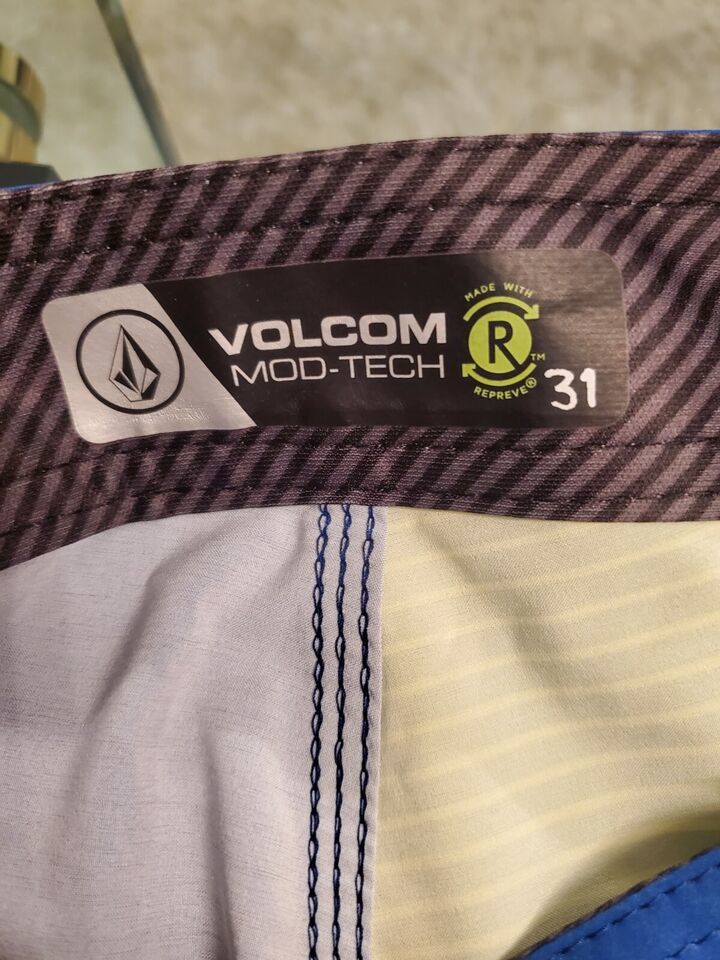 VOLCOM
MOD-TECH
MADE WITH
R
TM
REPREVE®
31